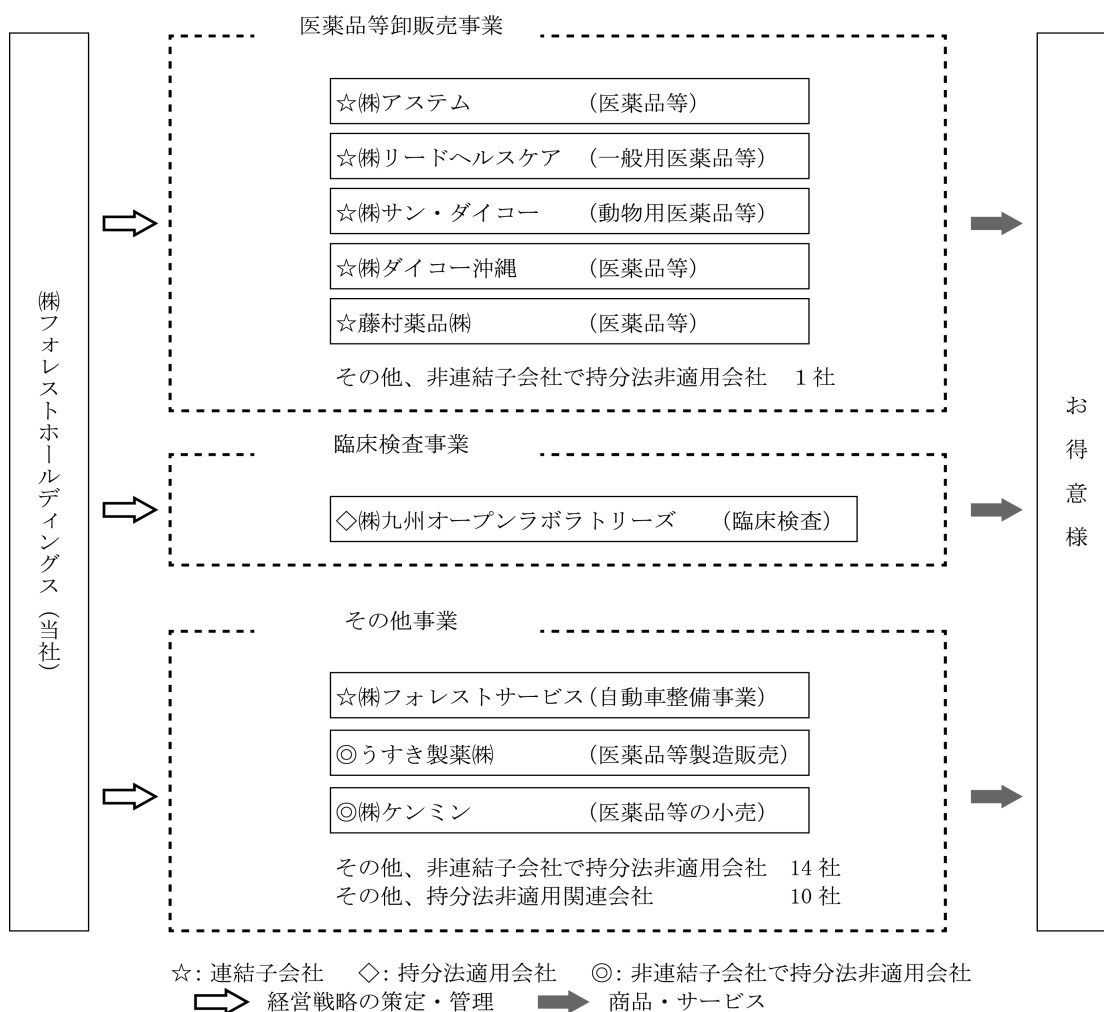 医薬品等卸販売事業
☆㈱アステム （医薬品等）
☆㈱リードヘルスケア （一般用医薬品等）
☆㈱サン・ダイコー （動物用医薬品等）
☆㈱ダイコー沖縄 （医薬品等）
☆藤村薬品㈱ （医薬品等）
その他、非連結子会社で持分法非適用会社 １社
㈱フォレストホールディングス（当社）
お得意様
臨床検査事業
◇㈱九州オープンラボラトリーズ （臨床検査）
その他事業
☆㈱フォレストサービス（自動車整備事業）
◎うすき製薬㈱ （医薬品等製造販売）
◎㈱ケンミン （医薬品等の小売）
その他、非連結子会社で持分法非適用会社 14 社
その他、持分法非適用関連会社 10 社
☆：連結子会社 ◇：持分法適用会社 ◎：非連結子会社で持分法非適用会社
経営戦略の策定・管理 商品・サービス